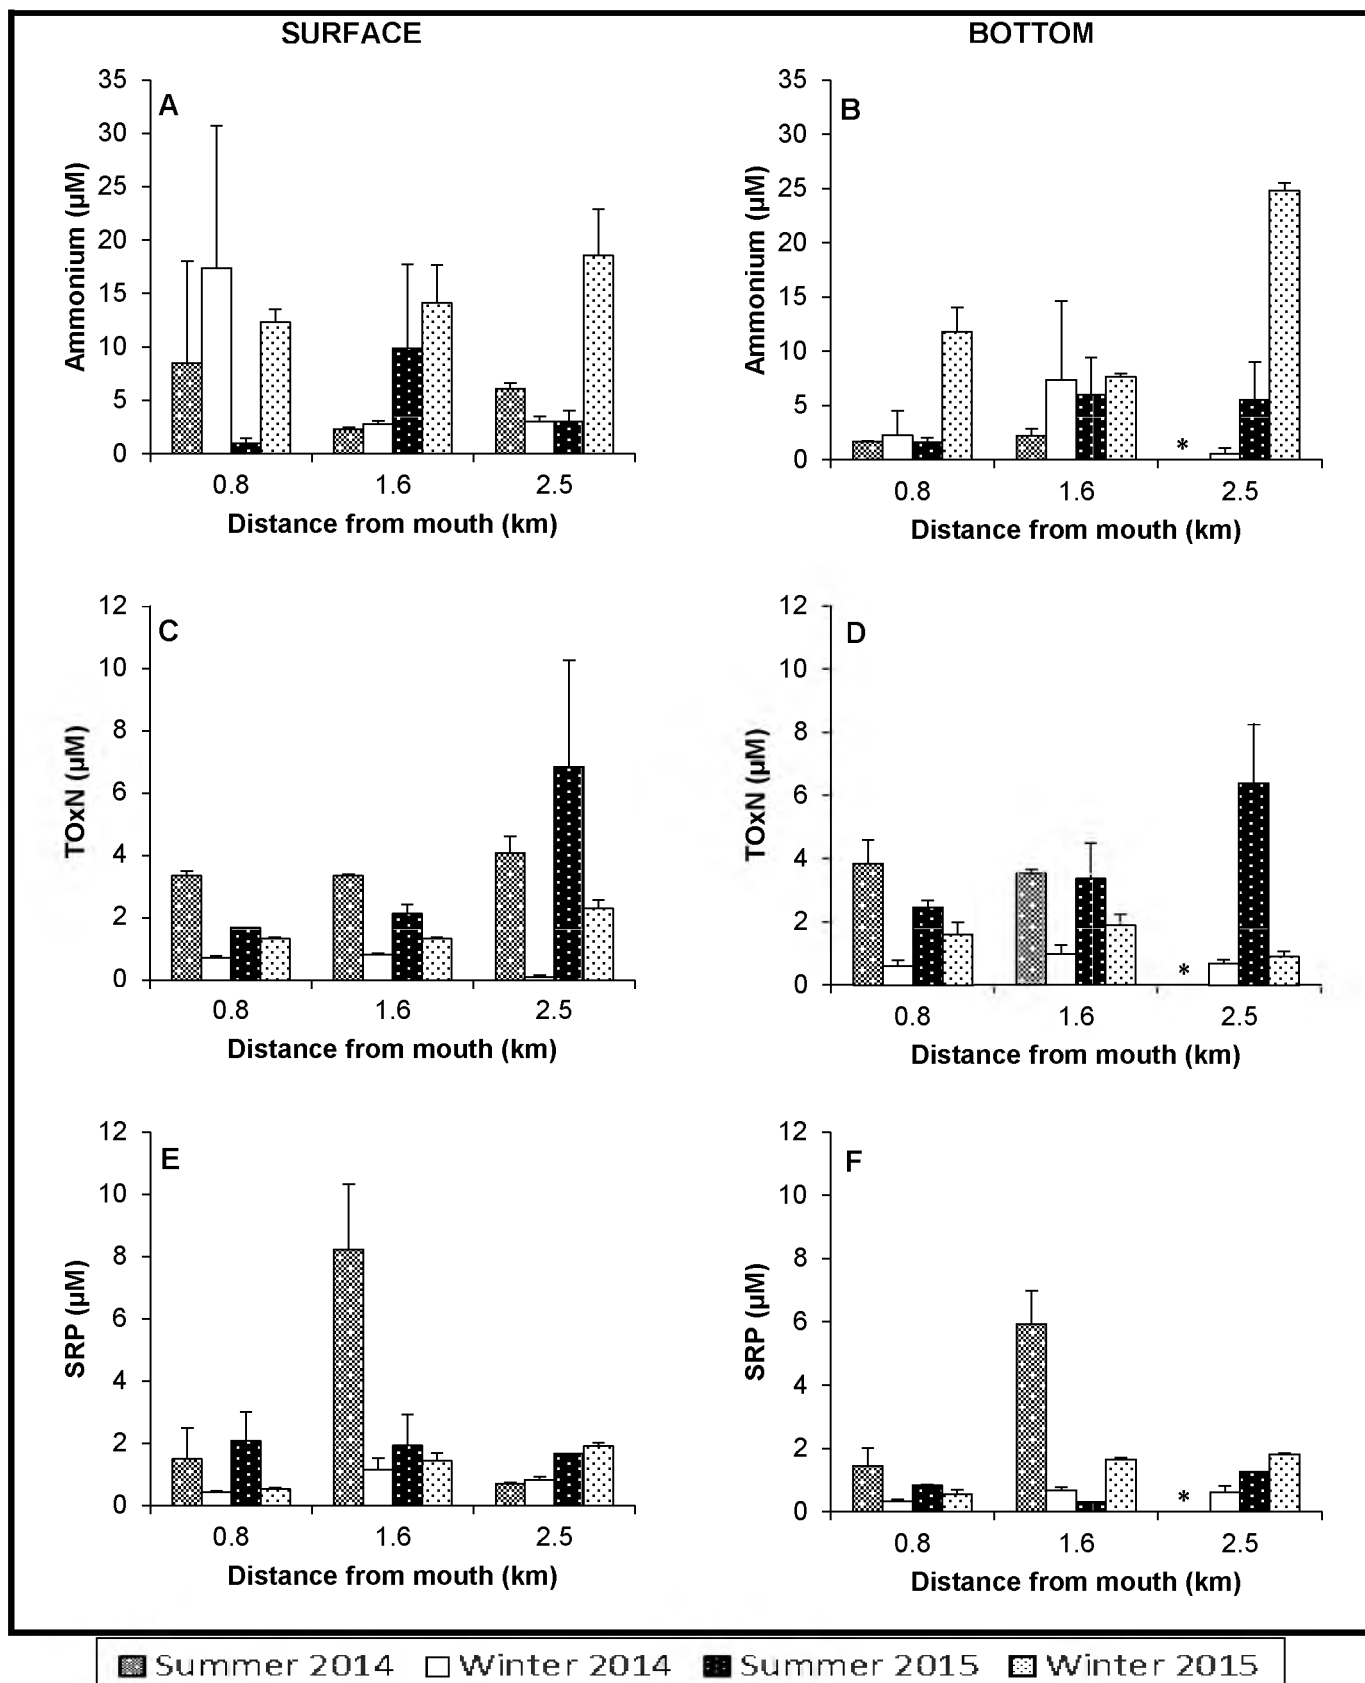 SURFACE
BOTTOM
A
35
30
25
20
15
10
5
0
Ammonium (µM)
0.8 1.6 2.5
Distance from mouth (km)
B
35
30
25
20
15
10
5
0
Ammonium (µM)
*
0.8 1.6 2.5
Distance from mouth (km)
C
12
10
8
6
4
2
0
TOxN (µM)
0.8 1.6 2.5
Distance from mouth (km)
D
12
10
8
6
4
2
0
TOxN (µM)
*
0.8 1.6 2.5
Distance from mouth (km)
E
12
10
8
6
4
2
0
SRP (µM)
0.8 1.6 2.5
Distance from mouth (km)
F
12
10
8
6
4
2
0
SRP (µM)
*
0.8 1.6 2.5
Distance from mouth (km)
Summer 2014 Winter 2014 Summer 2015 Winter 2015